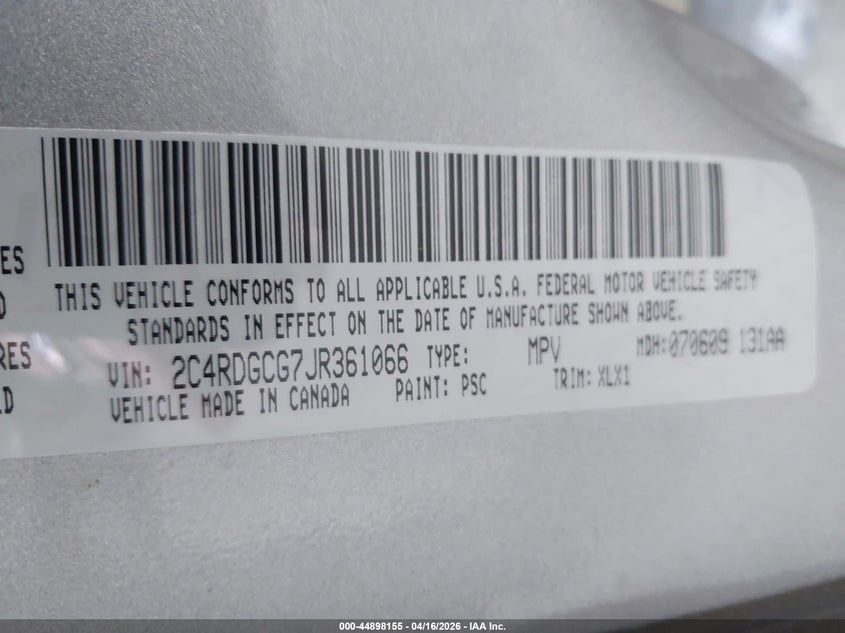 ES
THIS VEHICLE CONFORMS TO ALL APPLICABLE U.S.A. FEDERAL MOTOR VEHICLE SAFETY
D
STANDARDS IN EFFECT ON THE DATE OF MANUFACTURE SHOWN ABOVE.
RES
VIN: 2C4RDGCG7JR361066 TYPE: MPV MDH: 070609 131AA
D
VEHICLE MADE IN CANADA PAINT: PSC TRIM: XLX1
000-44898155 - 04/16/2026 - IAA Inc.